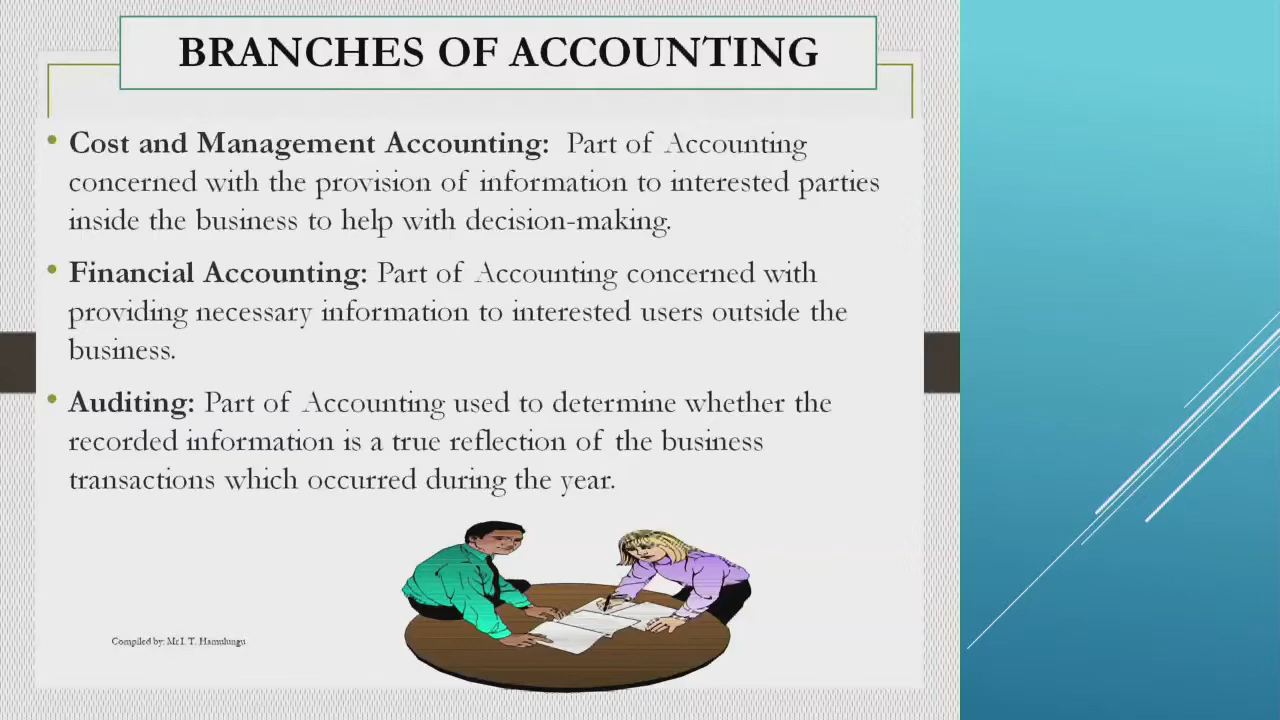 BRANCHES OF ACCOUNTING
• Cost and Management Accounting: Part of Accounting
concerned with the provision of information to interested parties
inside the business to help with decision-making.
• Financial Accounting: Part of Accounting concerned with
providing necessary information to interested users outside the
business.
• Auditing: Part of Accounting used to determine whether the
recorded information is a true reflection of the business
transactions which occurred during the year.
Compiled by: Mr I. T. Hamulungu